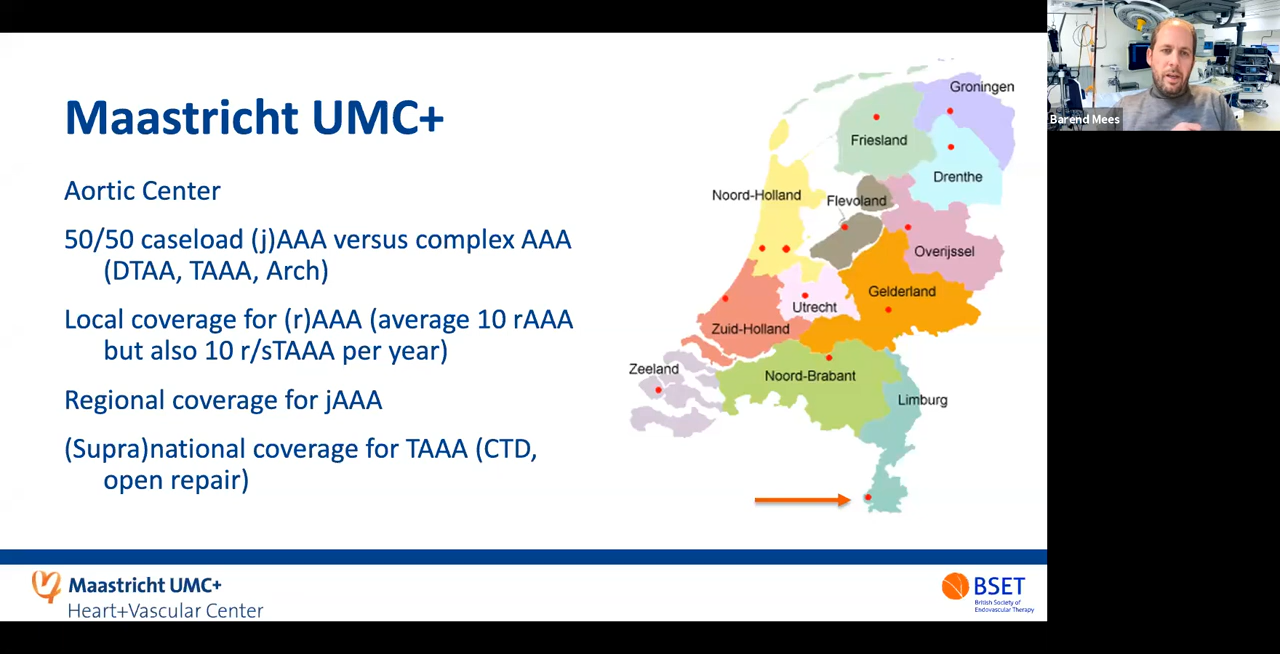 Maastricht UMC+
Aortic Center
50/50 caseload (j)AAA versus complex AAA
(DTAA, TAAA, Arch)
Local coverage for (r)AAA (average 10 rAAA
but also 10 r/sTAAA per year)
Regional coverage for jAAA
(Supra)national coverage for TAAA (CTD,
open repair)
Groningen
Friesland
Drenthe
Noord-Holland
Flevoland
Overijssel
Gelderland
Utrecht
Zuid-Holland
Zeeland
Noord-Brabant
Limburg
Maastricht UMC+
Heart+Vascular Center
BSET
British Society of
Endovascular Therapy
Barend Mees